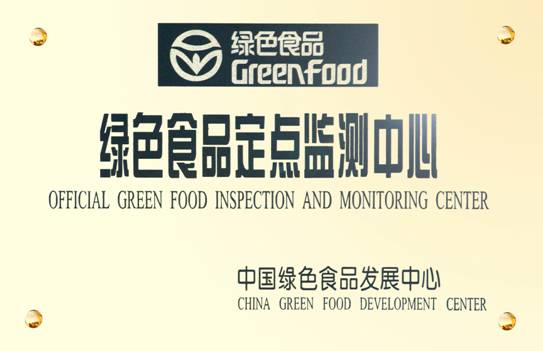 绿色食品
Greenfood
绿色食品定点监测中心
OFFICIAL GREEN FOOD INSPECTION AND MONITORING CENTER
中国绿色食品发展中心
CHINA GREEN FOOD DEVELOPMENT CENTER